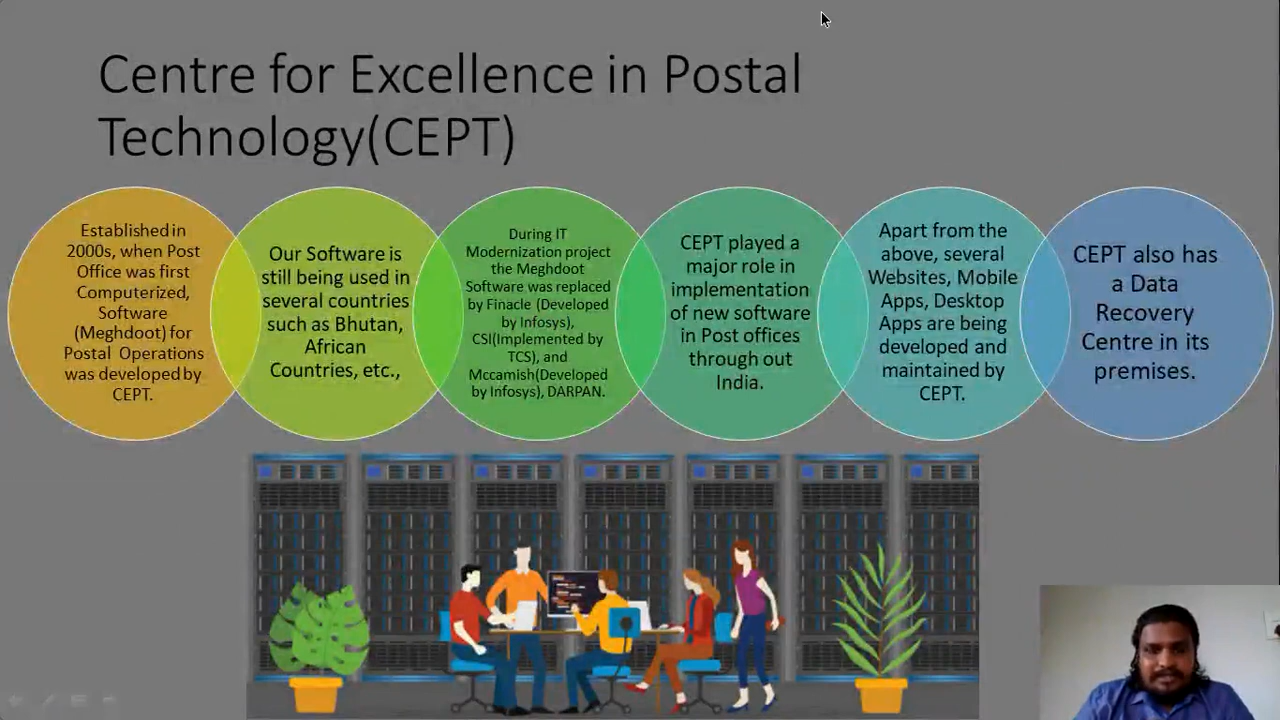 Centre for Excellence in Postal
Technology(CEPT)
Established in
2000s, when Post
Office was first
Computerized,
Software
(Meghdoot) for
Postal Operations
was developed by
CEPT.
Our Software is
still being used in
several countries
such as Bhutan,
African
Countries, etc.,
During IT
Modernization project
the Meghdoot
Software was replaced
by Finacle (Developed
by Infosys),
CSI(Implemented by
TCS), and
Mccamish(Developed
by Infosys), DARPAN.
CEPT played a
major role in
implementation
of new software
in Post offices
through out
India.
Apart from the
above, several
Websites, Mobile
Apps, Desktop
Apps are being
developed and
maintained by
CEPT.
CEPT also has
a Data
Recovery
Centre in its
premises.